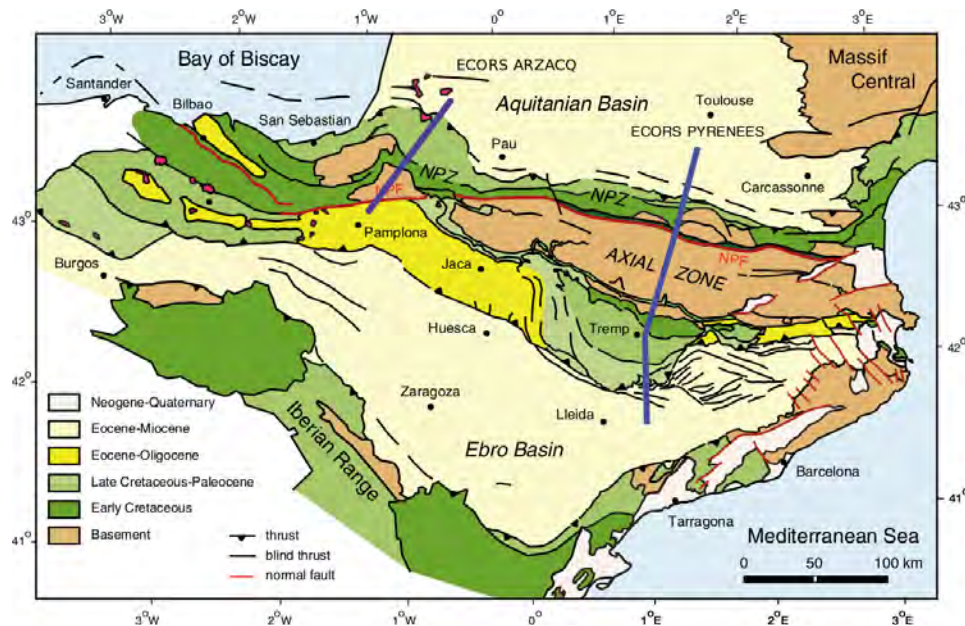 3°W
2°W
1°W
0°
1°E
2°E
3°E
Bay of Biscay
ECORS ARZACQ
Massif
Central
Santander
Bilbao
San Sebastian
Aquitanian Basin
Toulouse
ECORS PYRENEES
Pau
NPZ
NPZ
Carcassonne
NPF
43°
43°
Pamplona
AXIAL ZONE
NPF
Burgos
Jaca
Huesca
Tremp
42°
42°
Zaragoza
Lleida
Neogene-Quaternary
Eocene-Miocene
Eocene-Oligocene
Late Cretaceous-Paleocene
Early Cretaceous
Basement
Iberian Range
Ebro Basin
Barcelona
Tarragona
41°
41°
thrust
blind thrust
normal fault
Mediterranean Sea
0 50 100 km
3°W
2°W
1°W
0°
1°E
2°E
3°E